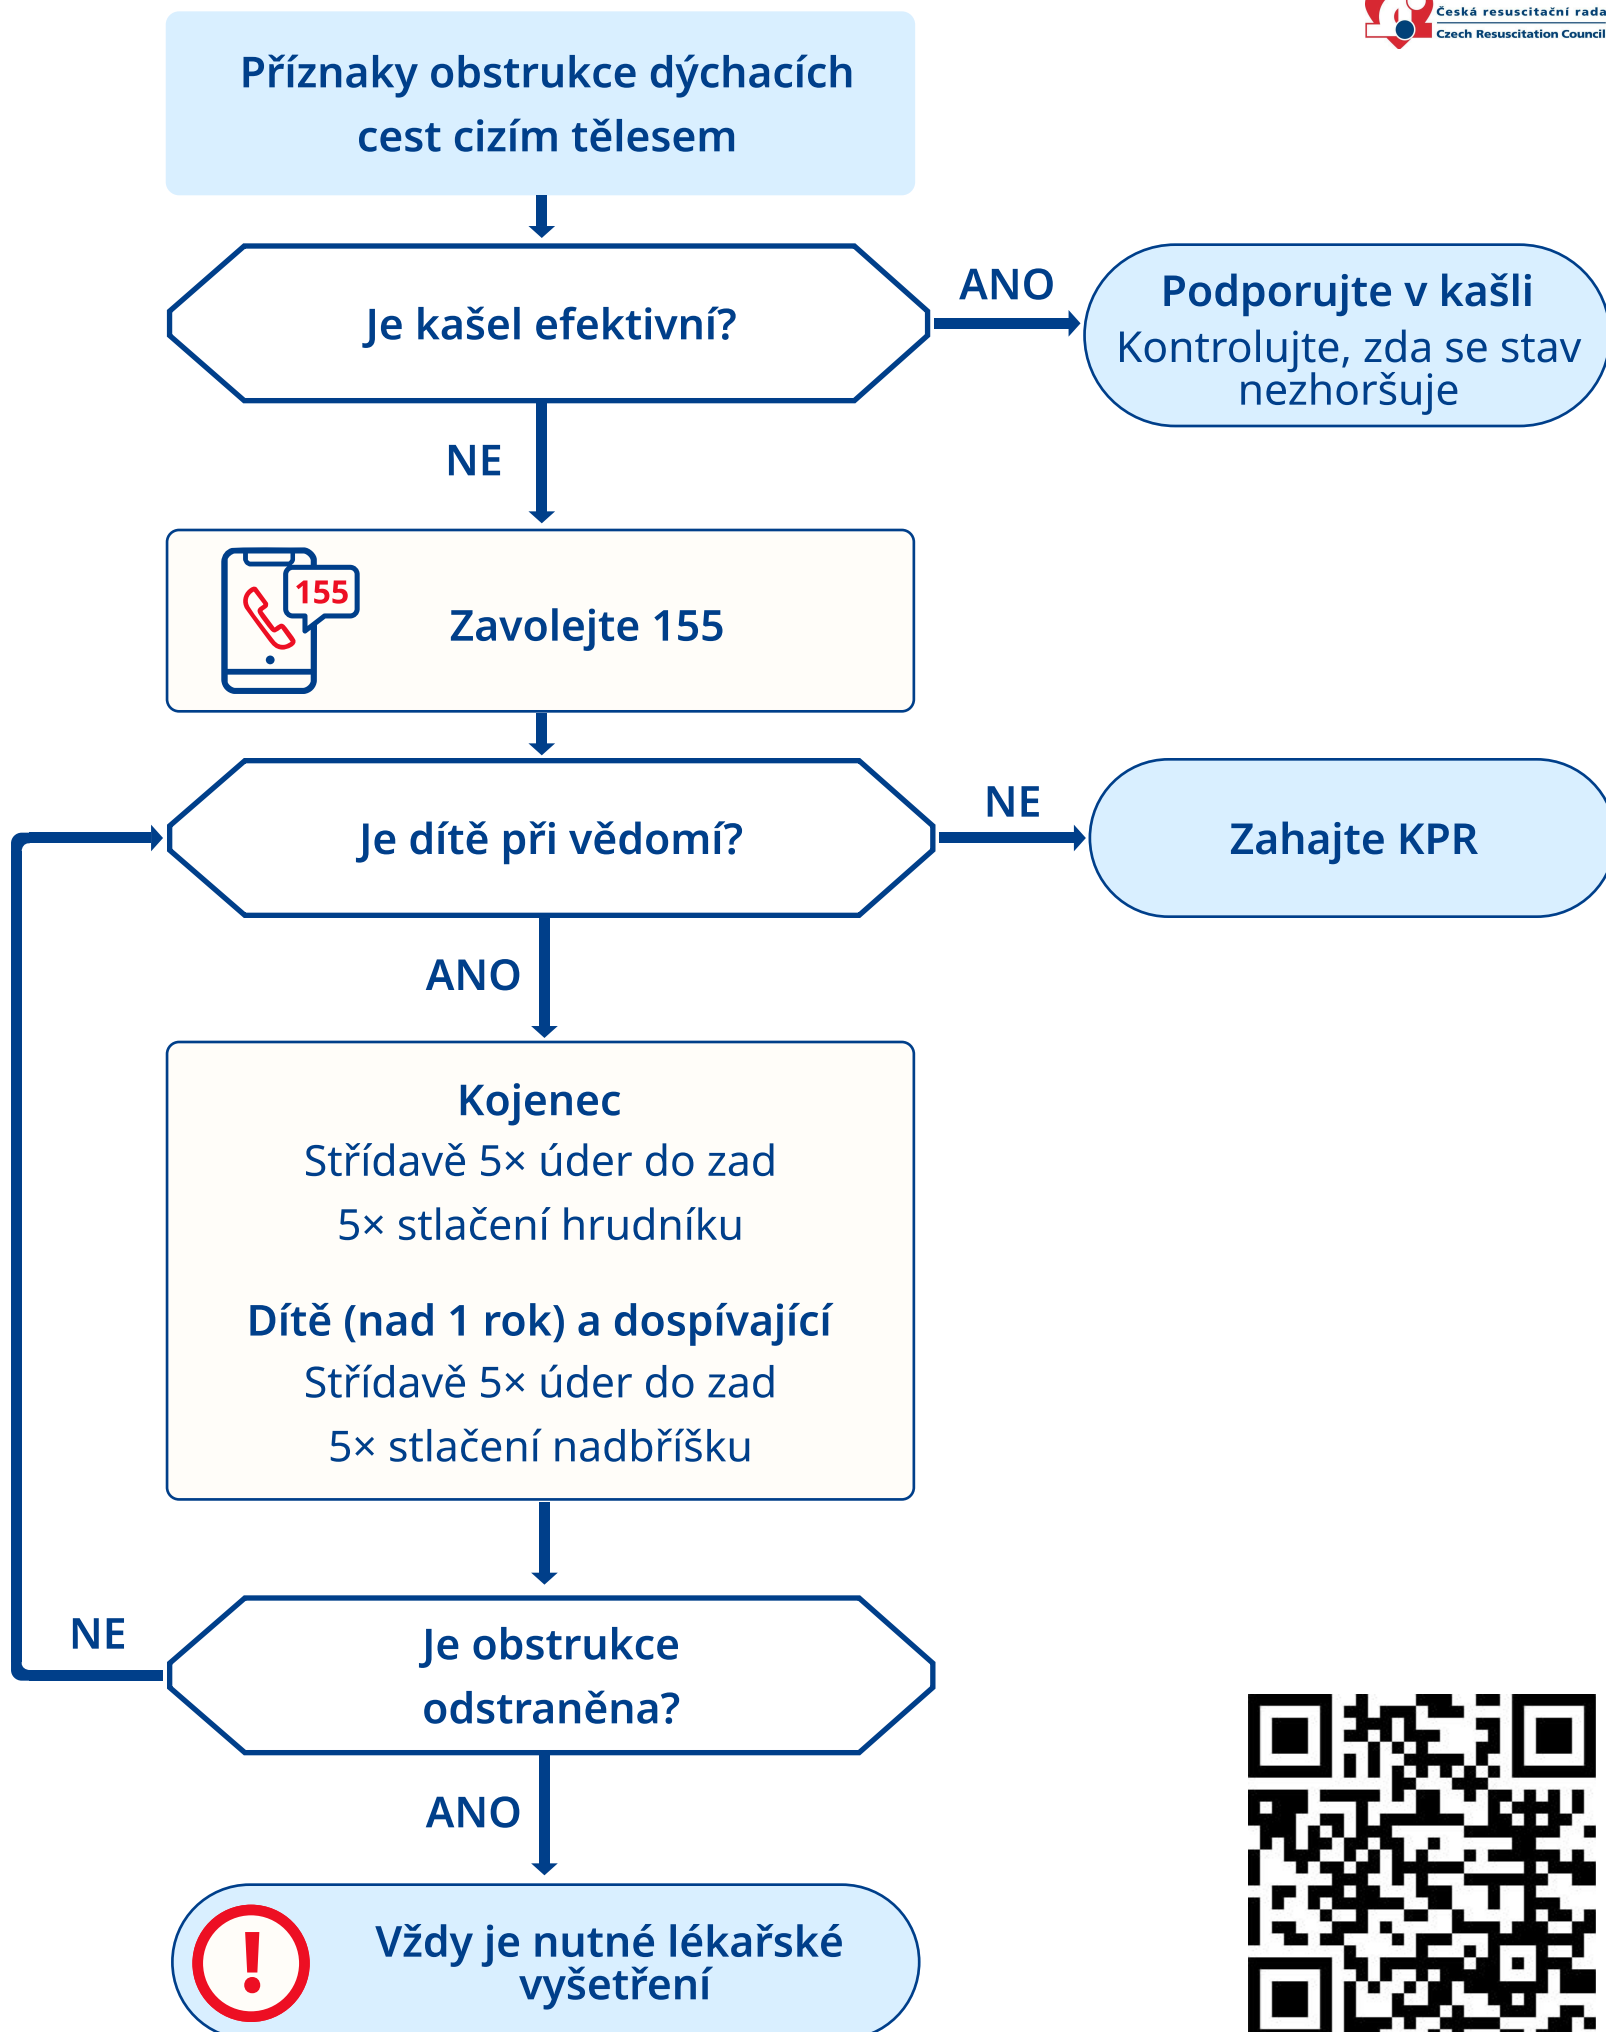 Česká resuscitační rada
Czech Resuscitation Council
Příznaky obstrukce dýchacích
cest cizím tělesem
Je kašel efektivní?
ANO
Podporujte v kašli
Kontrolujte, zda se stav
nezhoršuje
NE
155
Zavolejte 155
Je dítě při vědomí?
NE
Zahajte KPR
ANO
Kojenec
Střídavě 5× úder do zad
5× stlačení hrudníku
Dítě (nad 1 rok) a dospívající
Střídavě 5× úder do zad
5× stlačení nadbříšku
NE
Je obstrukce
odstraněna?
ANO
!
Vždy je nutné lékařské
vyšetření